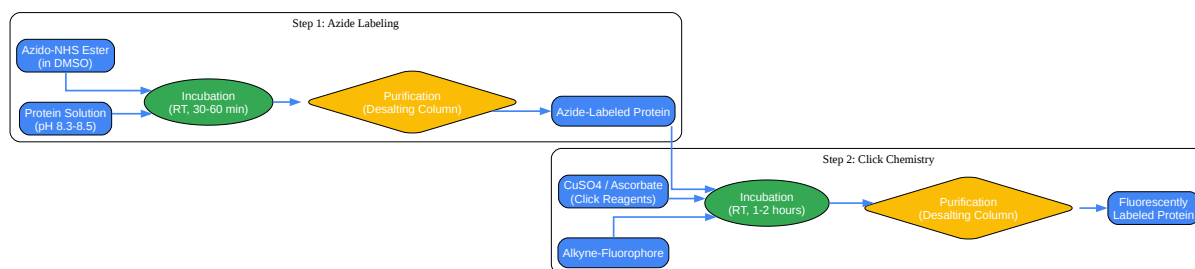 Step 1: Azide Labeling
Azido-NHS Ester
(in DMSO)
Protein Solution
(pH 8.3-8.5)
Incubation
(RT, 30-60 min)
Purification
(Desalting Column)
Azide-Labeled Protein
Step 2: Click Chemistry
CuSO4 / Ascorbate
(Click Reagents)
Alkyne-Fluorophore
Incubation
(RT, 1-2 hours)
Purification
(Desalting Column)
Fluorescently
Labeled Protein